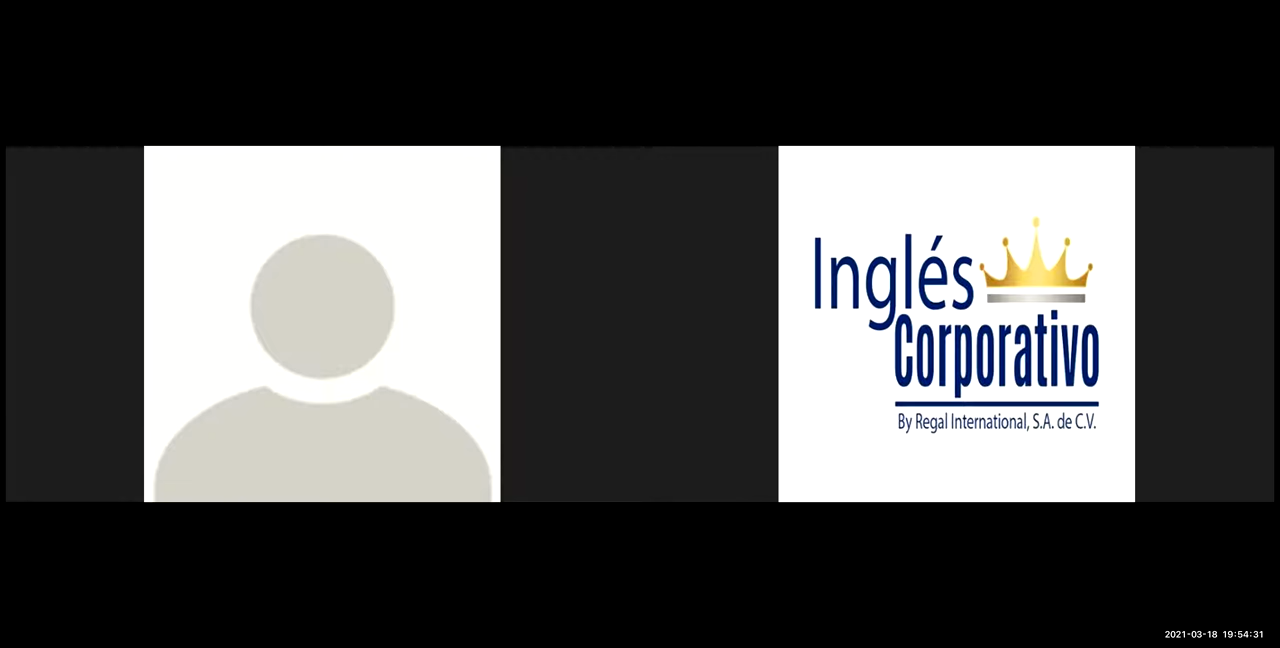 Inglés
Corporativo
By Regal International, S.A. de C.V.
2021-03-18 19:54:31